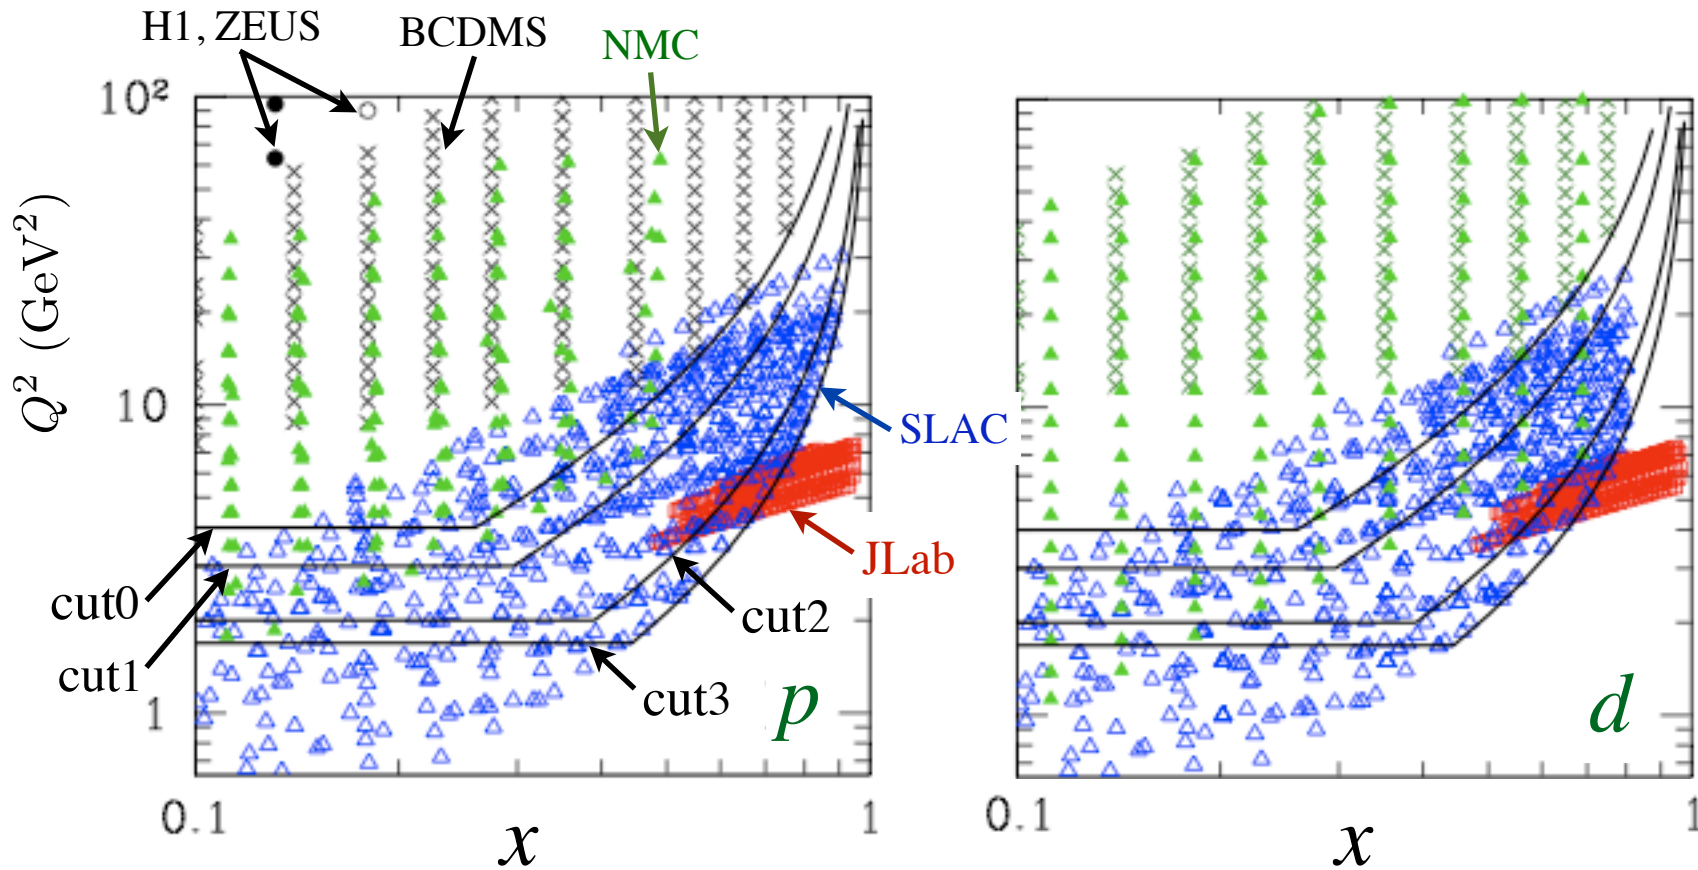 H1, ZEUS
BCDMS
NMC
10²
10
1
Q² (GeV²)
SLAC
JLab
cut0
cut1
cut2
cut3
p
d
0.1
1
0.1
1
x
x